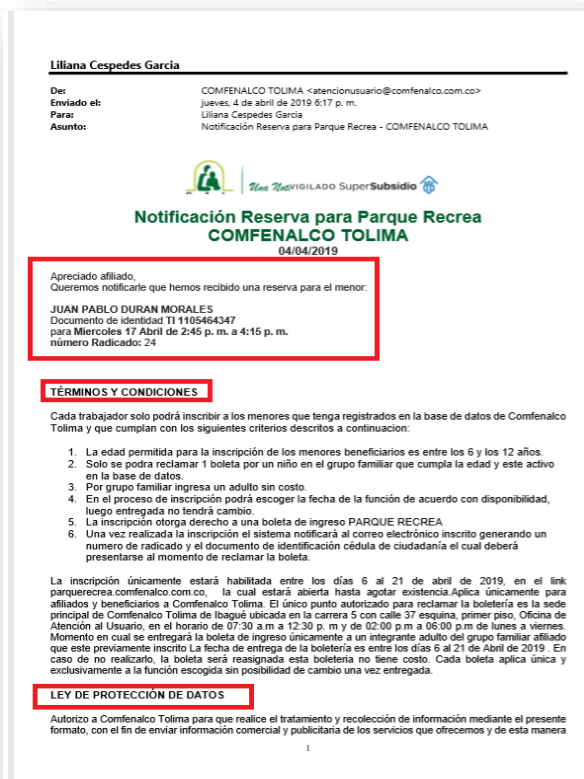 Liliana Cespedes Garcia
De: COMFENALCO TOLIMA <atencionusuario@comfenalco.com.co>
Enviado el: jueves, 4 de abril de 2019 6:17 p. m.
Para: Liliana Cespedes Garcia
Asunto: Notificación Reserva para Parque Recrea - COMFENALCO TOLIMA
Una Noti VIGILADO SuperSubsidio
Notificación Reserva para Parque Recrea
COMFENALCO TOLIMA
04/04/2019
Apreciado afiliado,
Queremos notificarle que hemos recibido una reserva para el menor:
JUAN PABLO DURAN MORALES
Documento de identidad TI 1105464347
para Miercoles 17 Abril de 2:45 p. m. a 4:15 p. m.
número Radicado: 24
TÉRMINOS Y CONDICIONES
Cada trabajador solo podrá inscribir a los menores que tenga registrados en la base de datos de Comfenalco
Tolima y que cumplan con los siguientes criterios descritos a continuacion:
1. La edad permitida para la inscripción de los menores beneficiarios es entre los 6 y los 12 años.
2. Solo se podra reclamar 1 boleta por un niño en el grupo familiar que cumpla la edad y este activo
en la base de datos.
3. Por grupo familiar ingresa un adulto sin costo.
4. En el proceso de inscripción podrá escoger la fecha de la función de acuerdo con disponibilidad,
luego entregada no tendrá cambio.
5. La inscripción otorga derecho a una boleta de ingreso PARQUE RECREA
6. Una vez realizada la inscripción el sistema notificará al correo electrónico inscrito generando un
numero de radicado y el documento de identificación cédula de ciudadanía el cual deberá
presentarse al momento de reclamar la boleta.
La inscripción únicamente estará habilitada entre los días 6 al 21 de abril de 2019, en el link
parquerecrea.comfenalco.com.co, la cual estará abierta hasta agotar existencia.Aplica únicamente para
afiliados y beneficiarios a Comfenalco Tolima. El único punto autorizado para reclamar la boletería es la sede
principal de Comfenalco Tolima de Ibagué ubicada en la carrera 5 con calle 37 esquina, primer piso, Oficina de
Atención al Usuario, en el horario de 07:30 a.m a 12:30 p. m y de 02:00 p.m a 06:00 p.m de lunes a viernes.
Momento en cual se entregará la boleta de ingreso únicamente a un integrante adulto del grupo familiar afiliado
que este previamente inscrito La fecha de entrega de la boletería es entre los días 6 al 21 de Abril de 2019 . En
caso de no realizarlo, la boleta será reasignada esta boleteria no tiene costo. Cada boleta aplica única y
exclusivamente a la función escogida sin posibilidad de cambio una vez entregada.
LEY DE PROTECCIÓN DE DATOS
Autorizo a Comfenalco Tolima para que realice el tratamiento y recolección de información mediante el presente
formato, con el fin de enviar información comercial y publicitaria de los servicios que ofrecemos y de esta manera
1